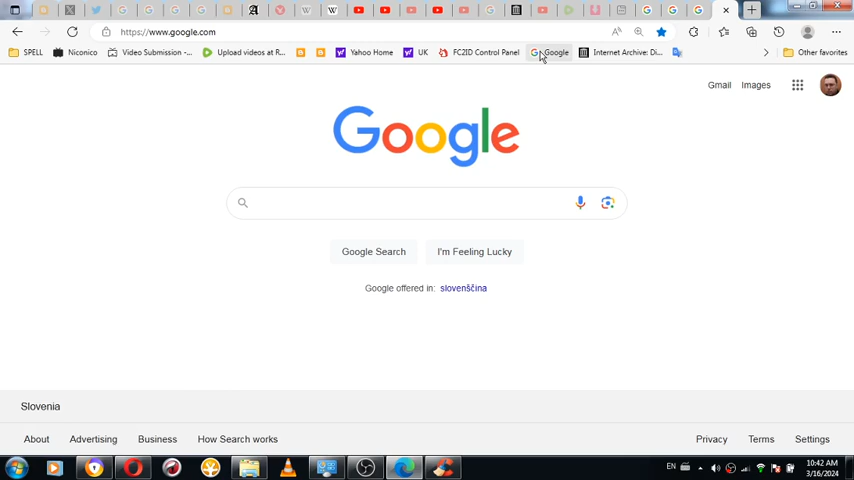 https://www.google.com
SPELL Niconico Video Submission -... Upload videos at R... Yahoo Home UK FC2ID Control Panel Google Internet Archive: Di... Other favorites
Gmail Images
Google
Google Search I'm Feeling Lucky
Google offered in: slovenščina
Slovenia
About Advertising Business How Search works Privacy Terms Settings
EN 10:42 AM
3/16/2024